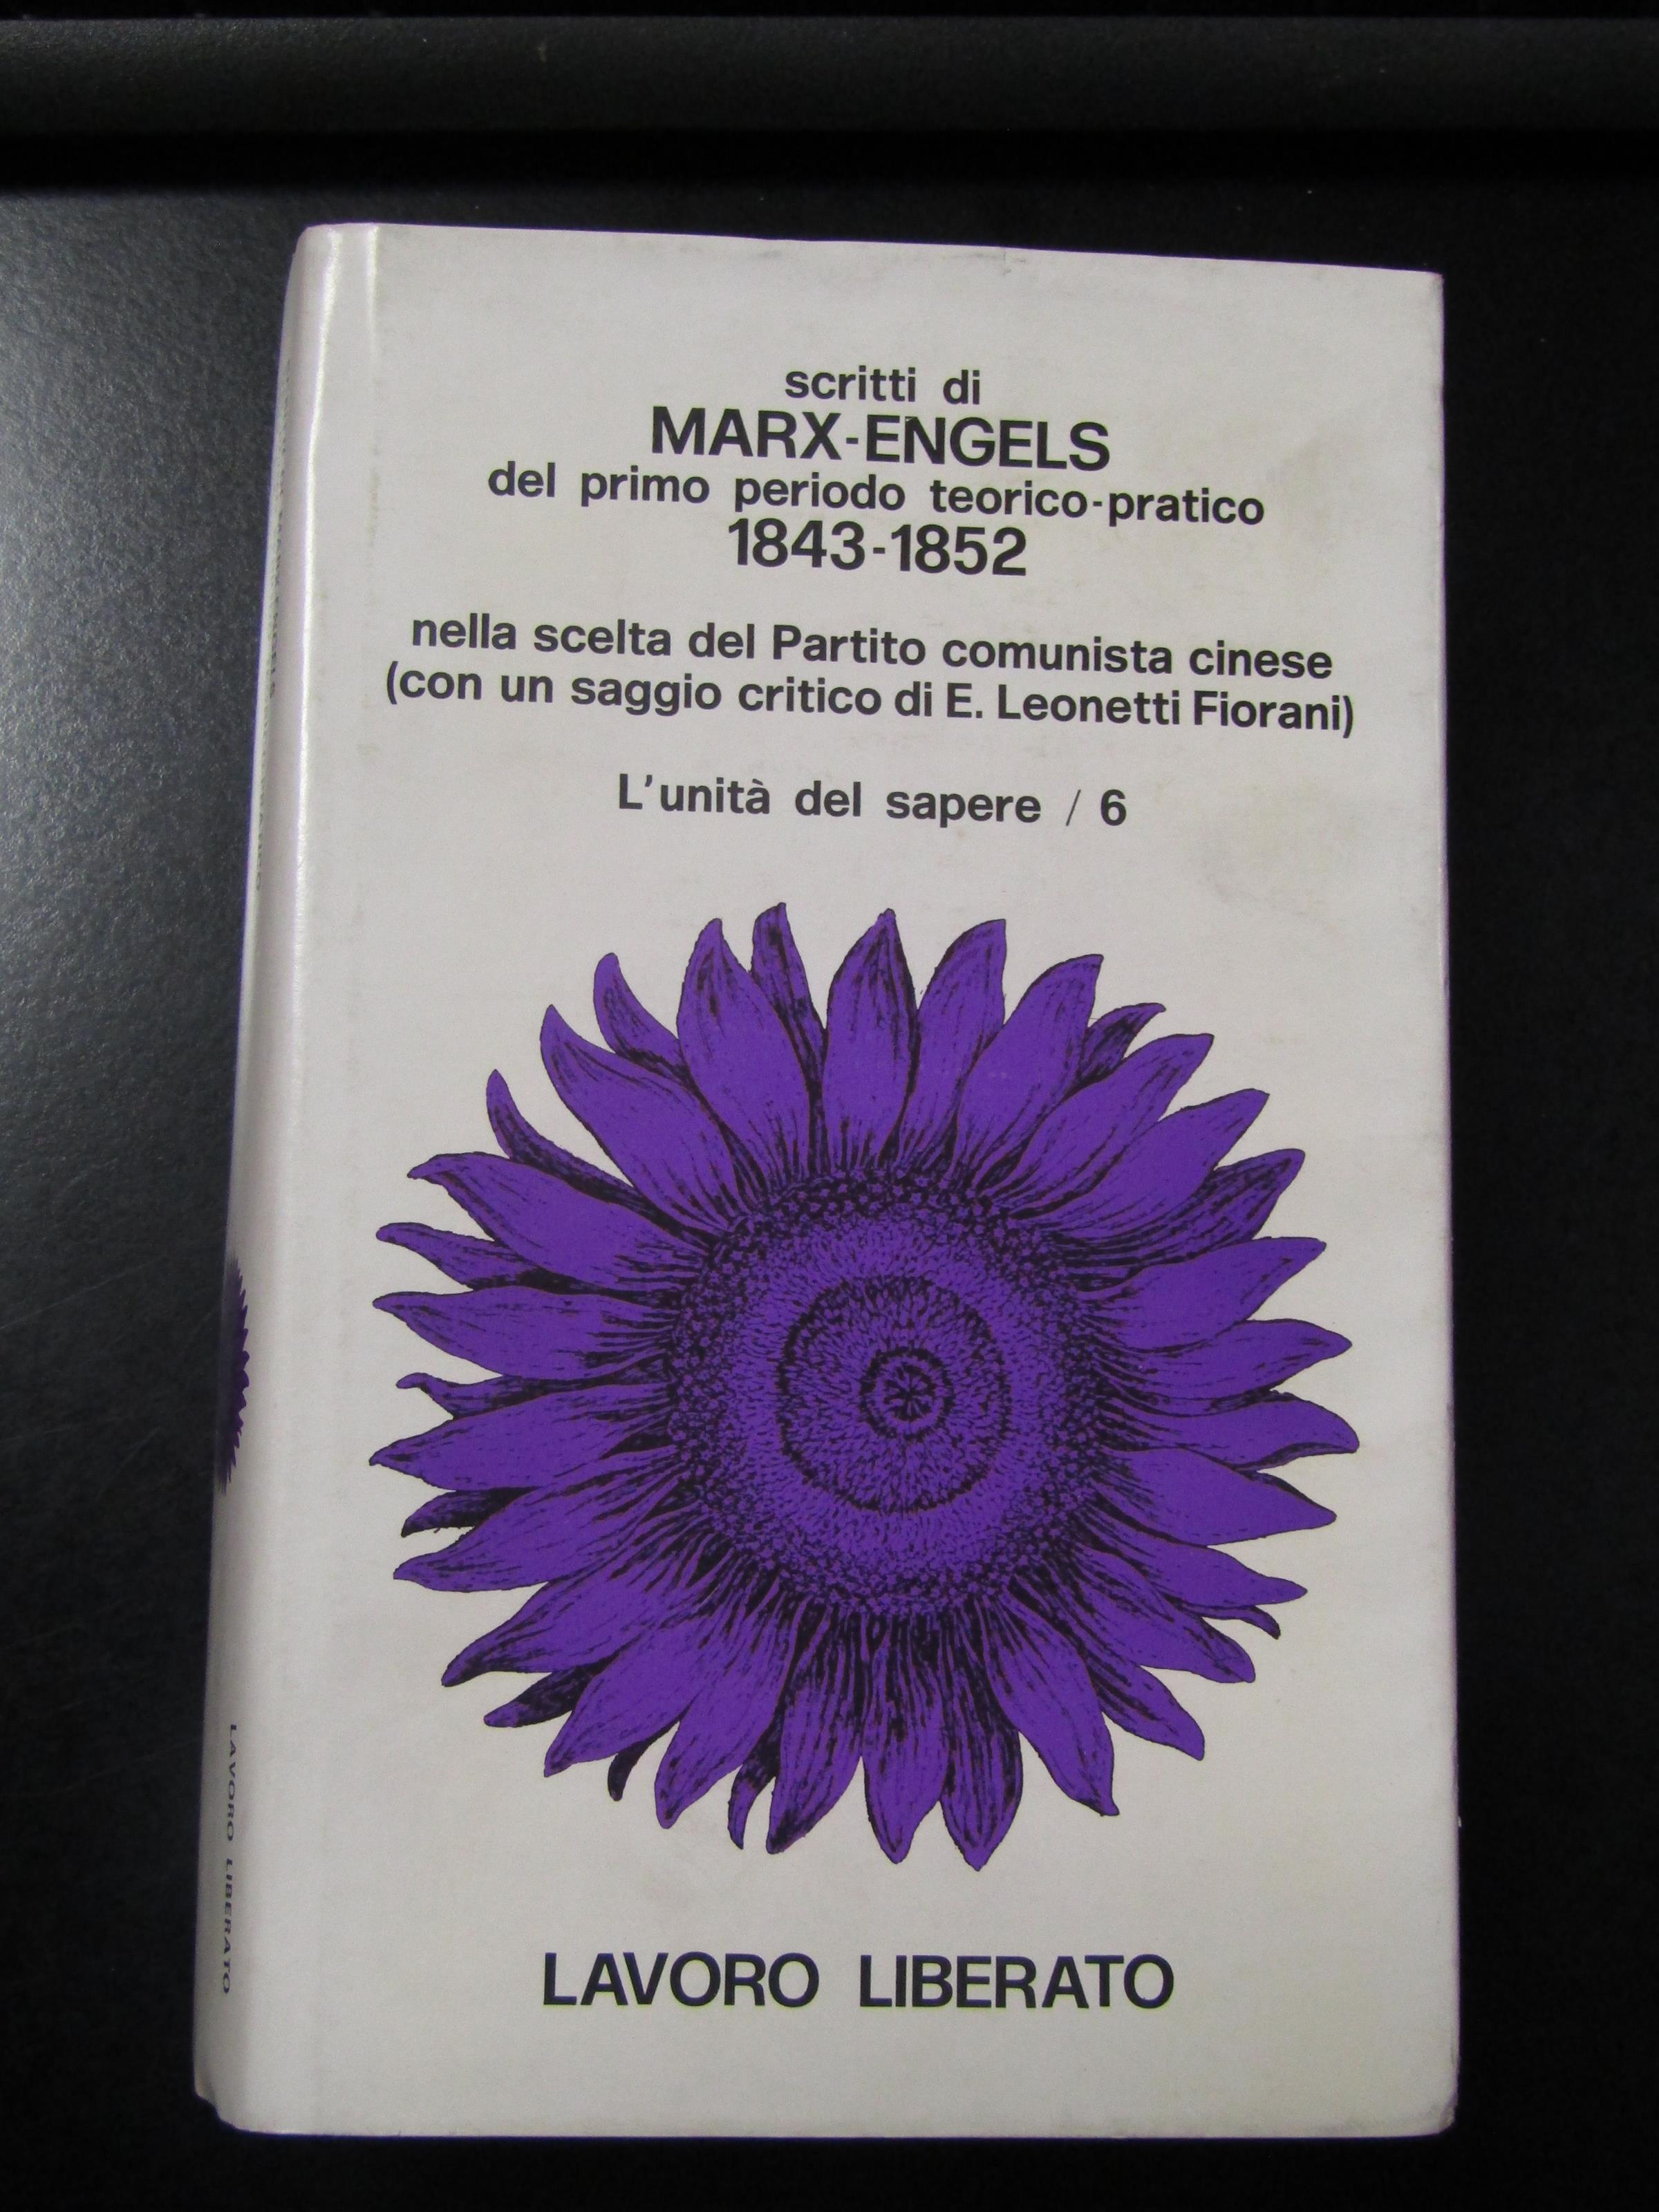 scritti di
MARX-ENGELS
del primo periodo teorico-pratico
1843-1852
nella scelta del Partito comunista cinese
(con un saggio critico di E. Leonetti Fiorani)
L'unità del sapere / 6
LAVORO LIBERATO
LAVORO LIBERATO